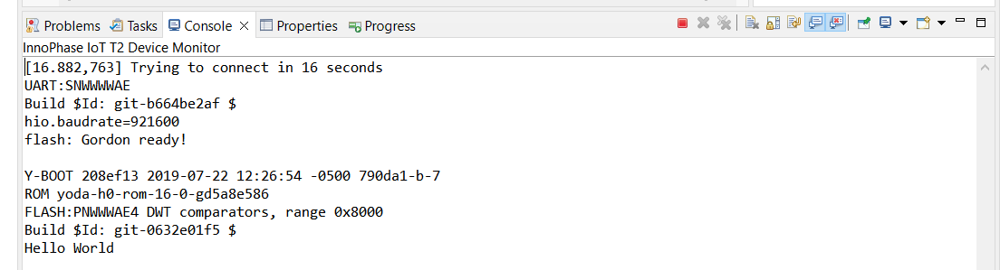 Problems Tasks Console Properties Progress
InnoPhase IoT T2 Device Monitor
[16.882,763] Trying to connect in 16 seconds
UART:SNWWWWAE
Build $Id: git-b664be2af $
hio.baudrate=921600
flash: Gordon ready!
Y-BOOT 208ef13 2019-07-22 12:26:54 -0500 790da1-b-7
ROM yoda-h0-rom-16-0-gd5a8e586
FLASH:PNWWWAE4 DWT comparators, range 0x8000
Build $Id: git-0632e01f5 $
Hello World